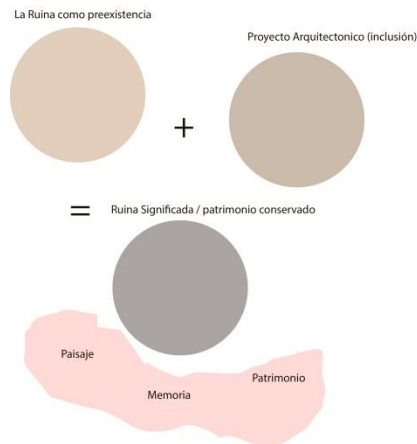 La Ruina como preexistencia
Proyecto Arquitectonico (inclusión)
+
=
Ruina Significada / patrimonio conservado
Paisaje
Memoria
Patrimonio